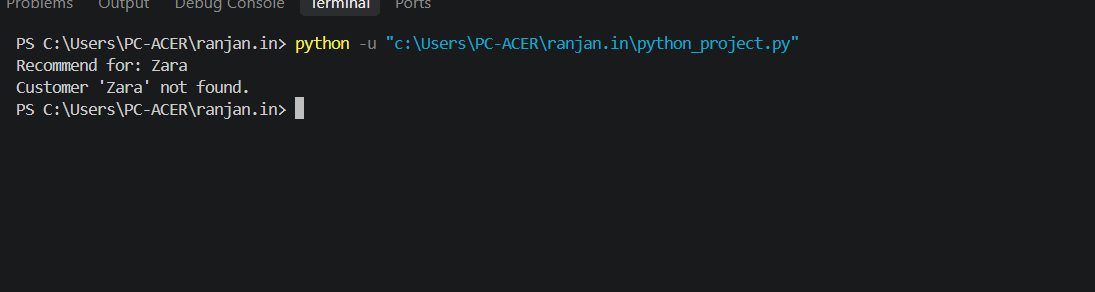 Problems Output Debug Console Terminal Ports
PS C:\Users\PC-ACER\ranjan.in> python -u "c:\Users\PC-ACER\ranjan.in\python_project.py"
Recommend for: Zara
Customer 'Zara' not found.
PS C:\Users\PC-ACER\ranjan.in>